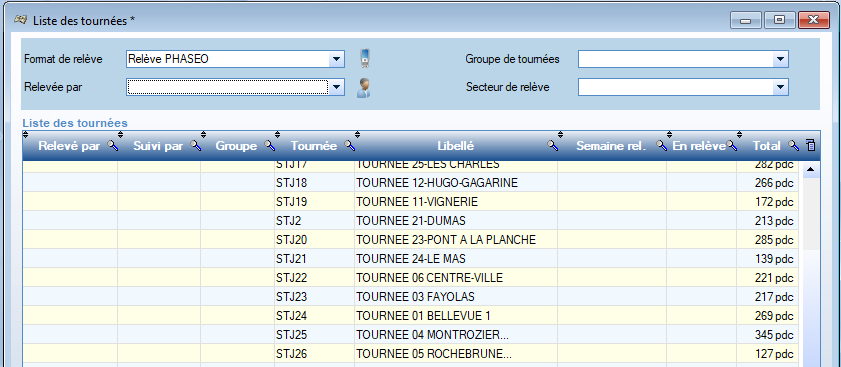 Liste des tournées *
Format de relève Relève PHASEO Groupe de tournées
Relevée par Secteur de relève
Liste des tournées
Relevé par Suivi par Groupe Tournée Libellé Semaine rel. En relève Total
STJ17 TOURNEE 25-LES CHARLES 282 pdc
STJ18 TOURNEE 12-HUGO-GAGARINE 266 pdc
STJ19 TOURNEE 11-VIGNERIE 172 pdc
STJ2 TOURNEE 21-DUMAS 213 pdc
STJ20 TOURNEE 23-PONT A LA PLANCHE 285 pdc
STJ21 TOURNEE 24-LE MAS 139 pdc
STJ22 TOURNEE 06 CENTRE-VILLE 221 pdc
STJ23 TOURNEE 03 FAYOLAS 217 pdc
STJ24 TOURNEE 01 BELLEVUE 1 269 pdc
STJ25 TOURNEE 04 MONTROZIER... 345 pdc
STJ26 TOURNEE 05 ROCHEBRUNE... 127 pdc